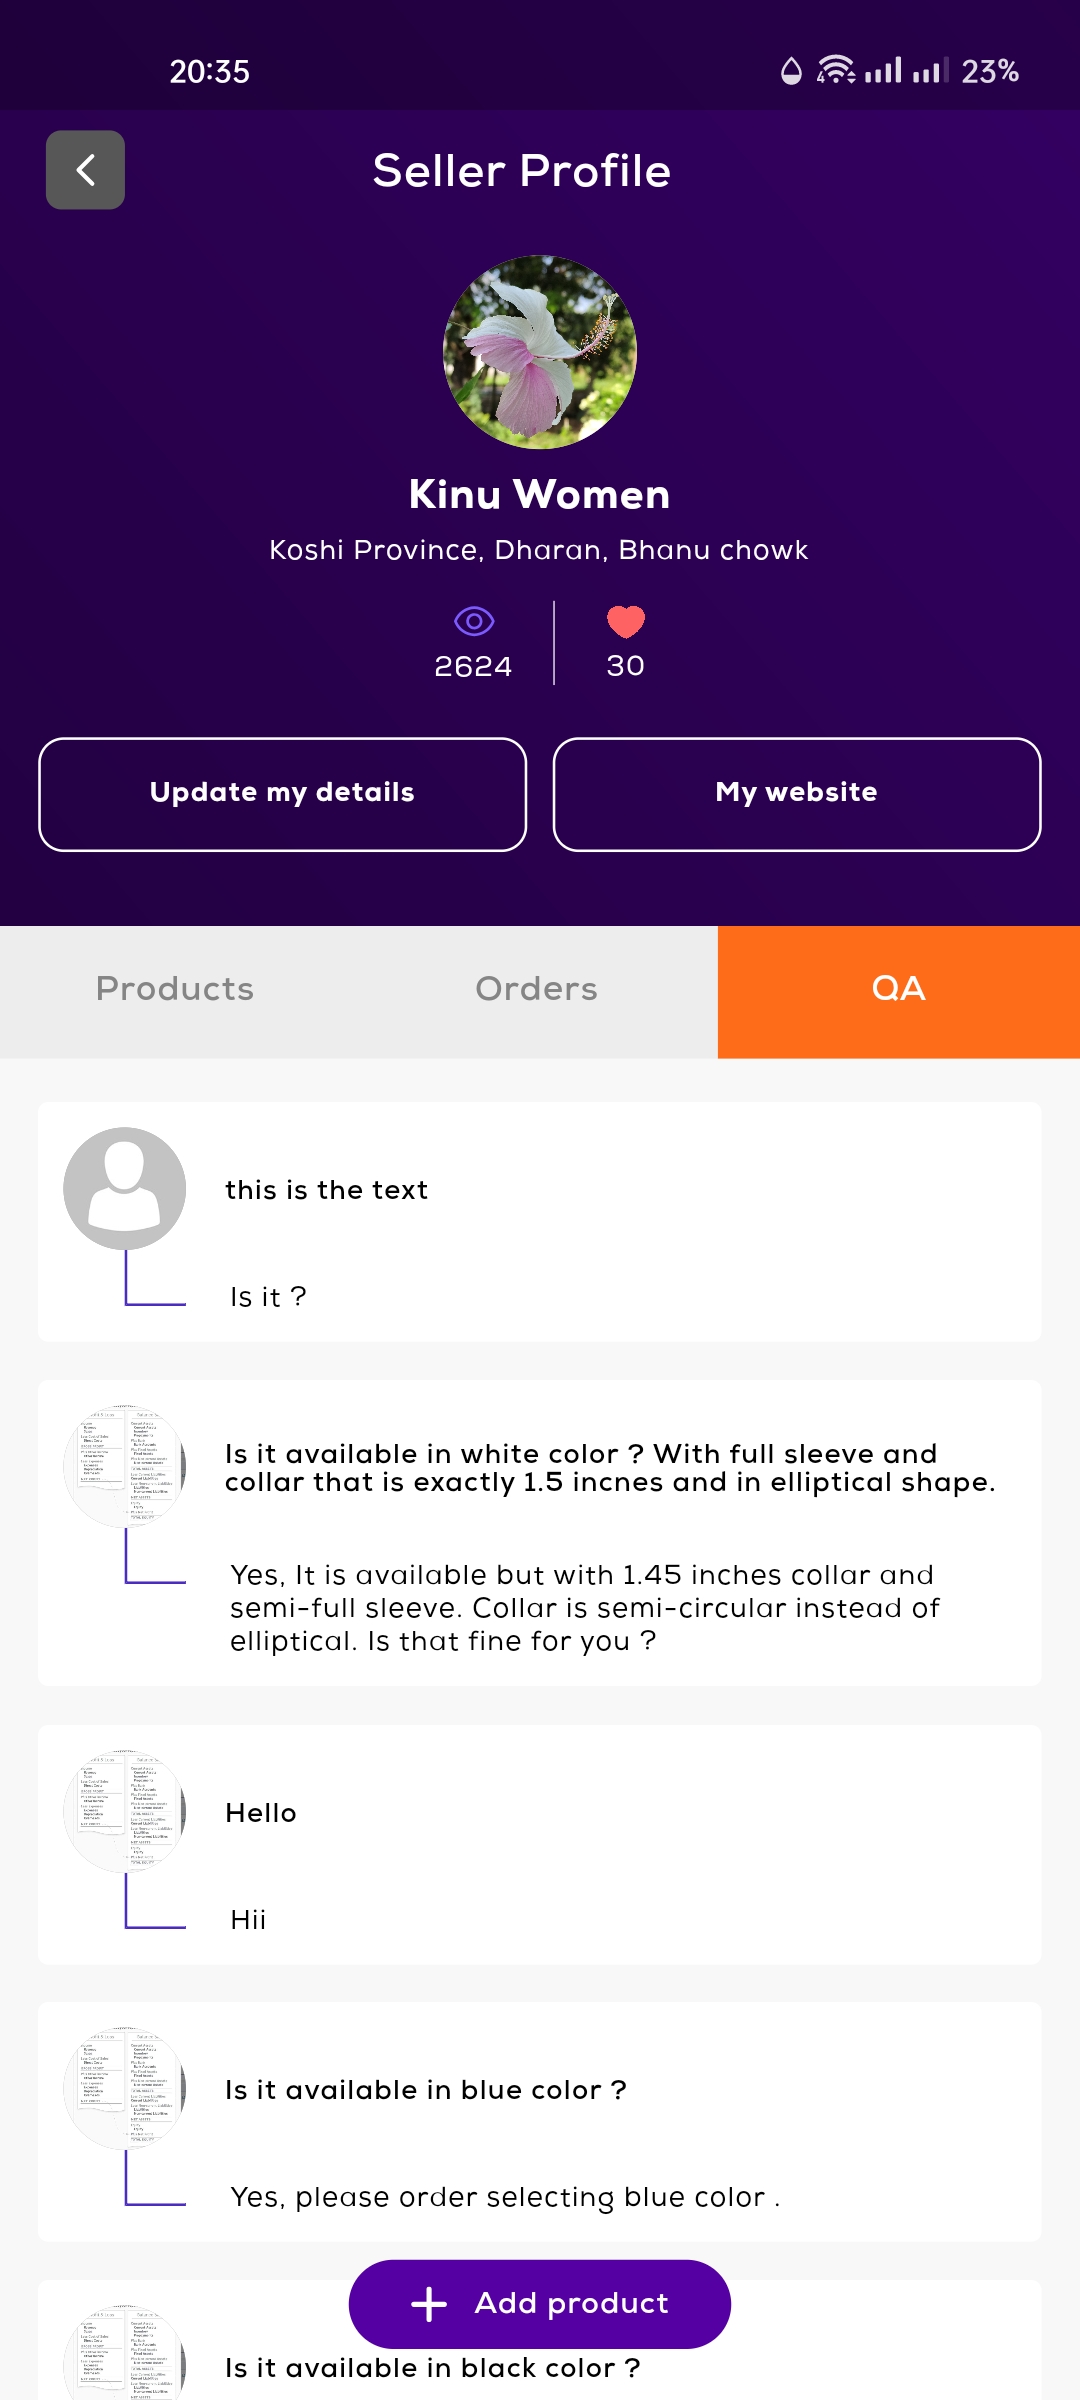 20:35
4
23%
Seller Profile
Kinu Women
Koshi Province, Dharan, Bhanu chowk
2624
30
Update my details
My website
Products
Orders
QA
this is the text
Is it ?
Is it available in white color ? With full sleeve and
collar that is exactly 1.5 incnes and in elliptical shape.
Yes, It is available but with 1.45 inches collar and
semi-full sleeve. Collar is semi-circular instead of
elliptical. Is that fine for you ?
Hello
Hii
Is it available in blue color ?
Yes, please order selecting blue color .
Add product
Is it available in black color ?